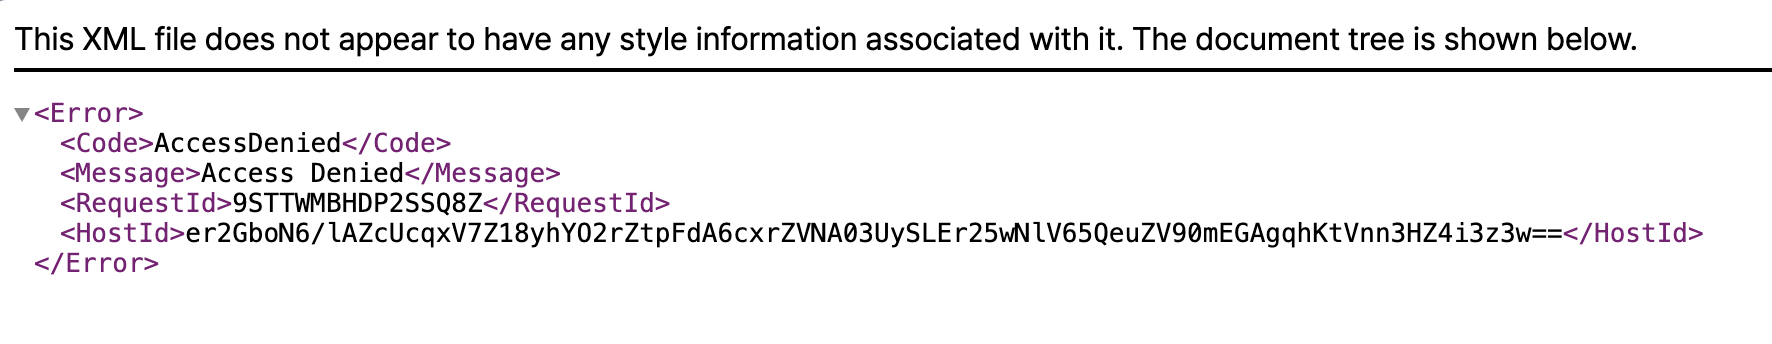 This XML file does not appear to have any style information associated with it. The document tree is shown below.
<Error>
<Code>AccessDenied</Code>
<Message>Access Denied</Message>
<RequestId>9STTWMBHDP2SSQ8Z</RequestId>
<HostId>er2GboN6/lAZcUcqxV7Z18yhYO2rZtpFdA6cxrZVNA03UySLEr25wNlV65QeuZV90mEGAgqhKtVnn3HZ4i3z3w==</HostId>
</Error>